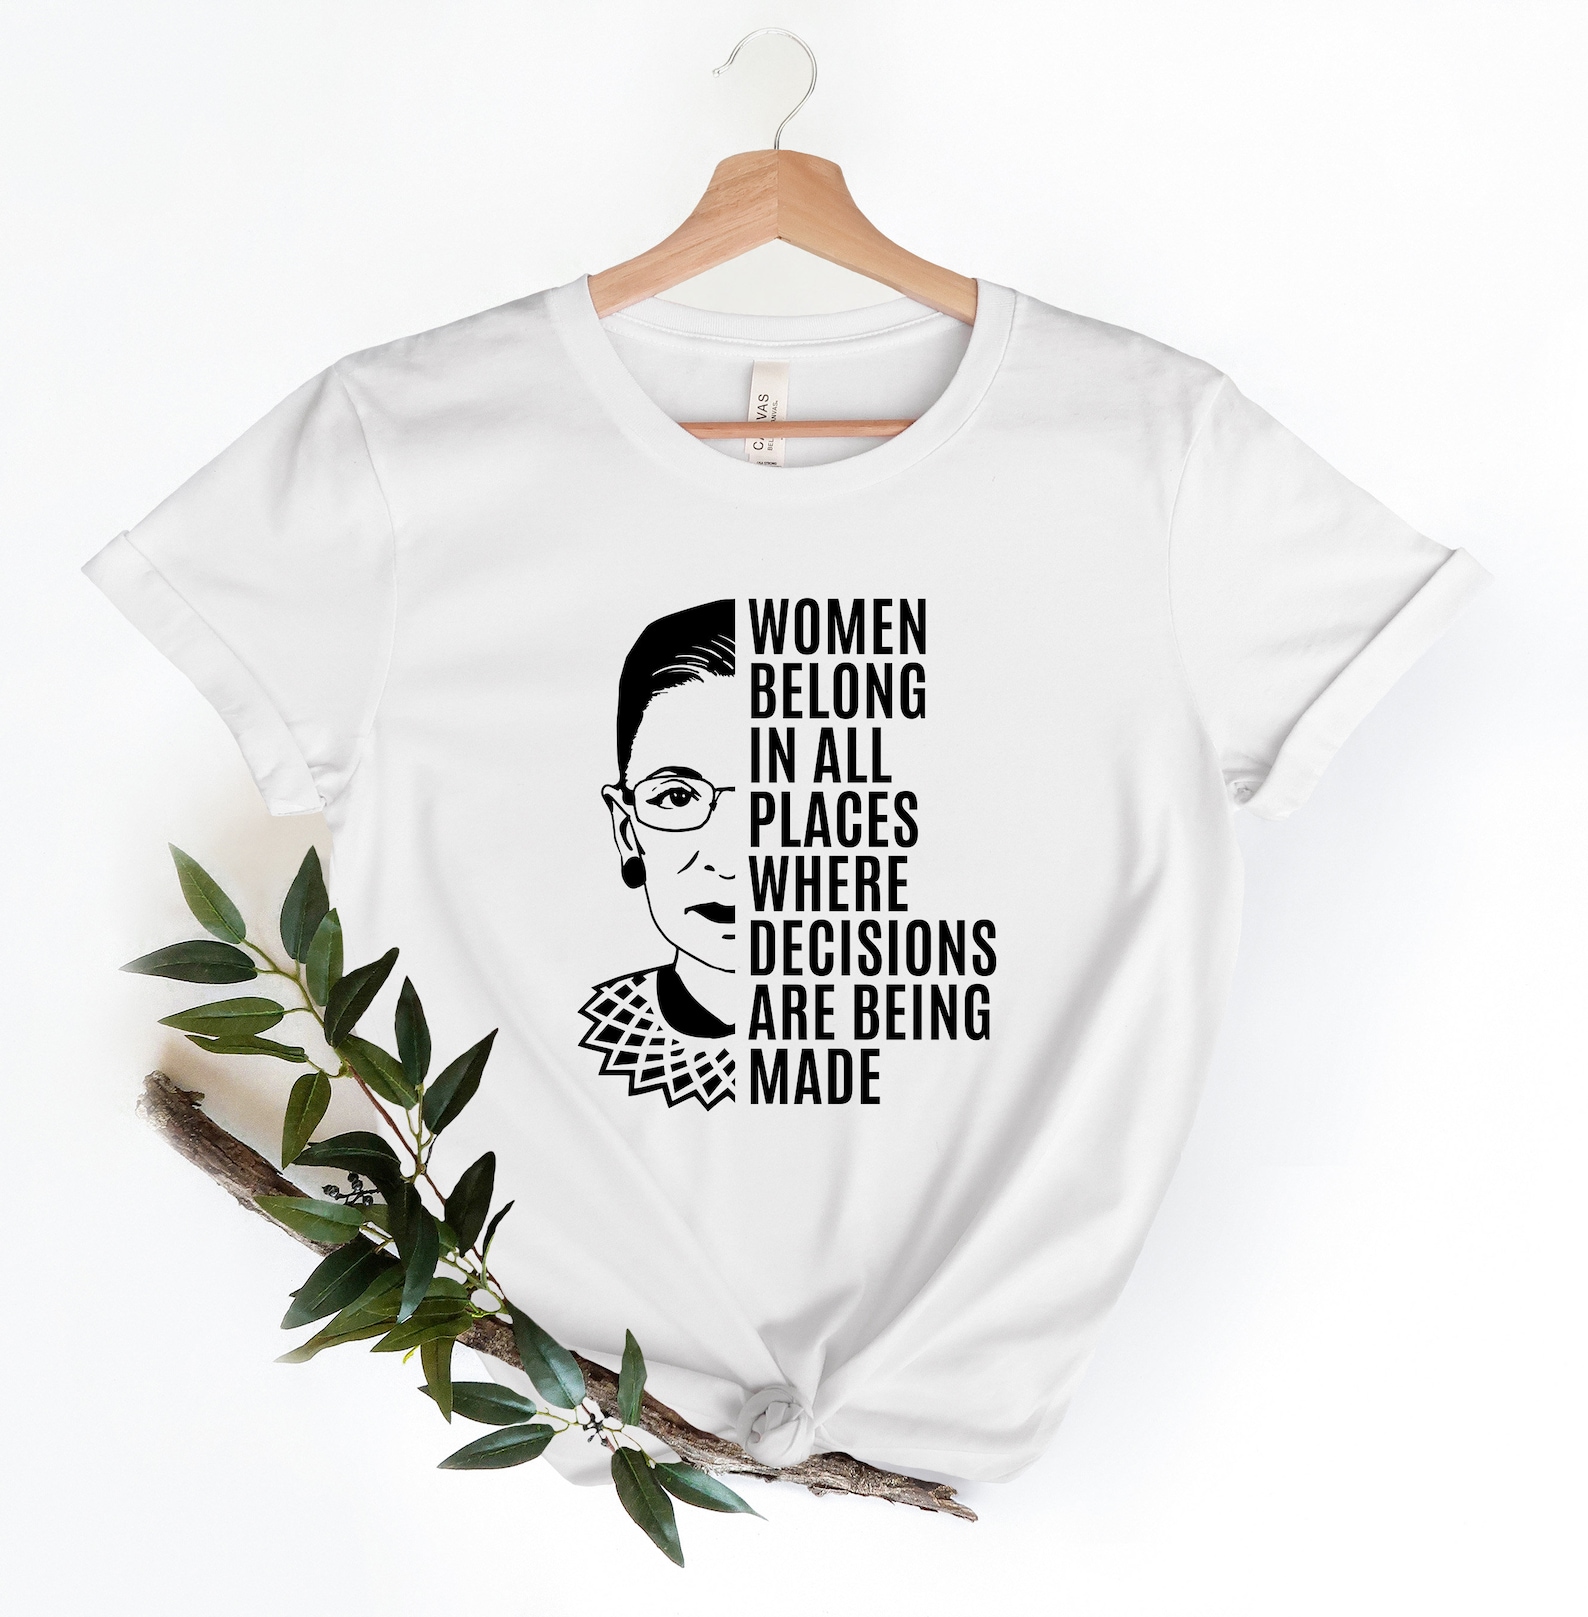 WOMEN
BELONG
IN ALL
PLACES
WHERE
DECISIONS
ARE BEING
MADE